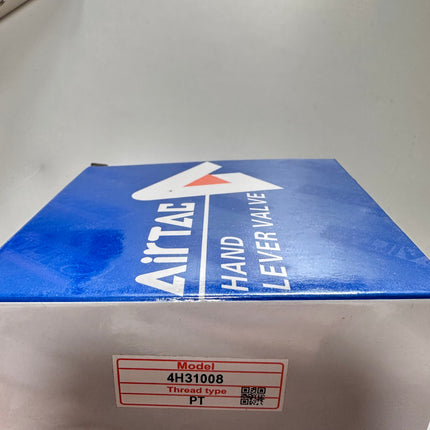 AirTAC
HAND
LEVER VALVE
Model
4H31008
Thread type
PT